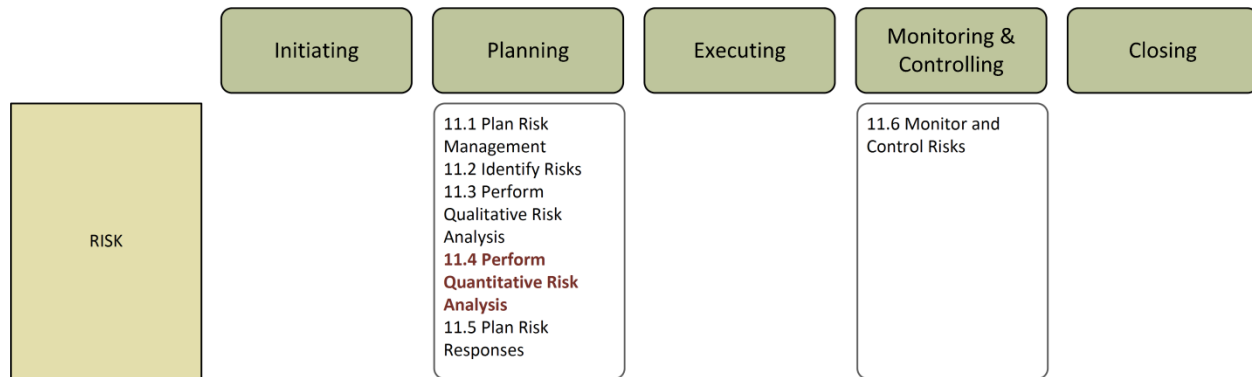 Initiating
Planning
Executing
Monitoring &
Controlling
Closing
RISK
11.1 Plan Risk
Management
11.2 Identify Risks
11.3 Perform
Qualitative Risk
Analysis
11.4 Perform
Quantitative Risk
Analysis
11.5 Plan Risk
Responses
11.6 Monitor and
Control Risks